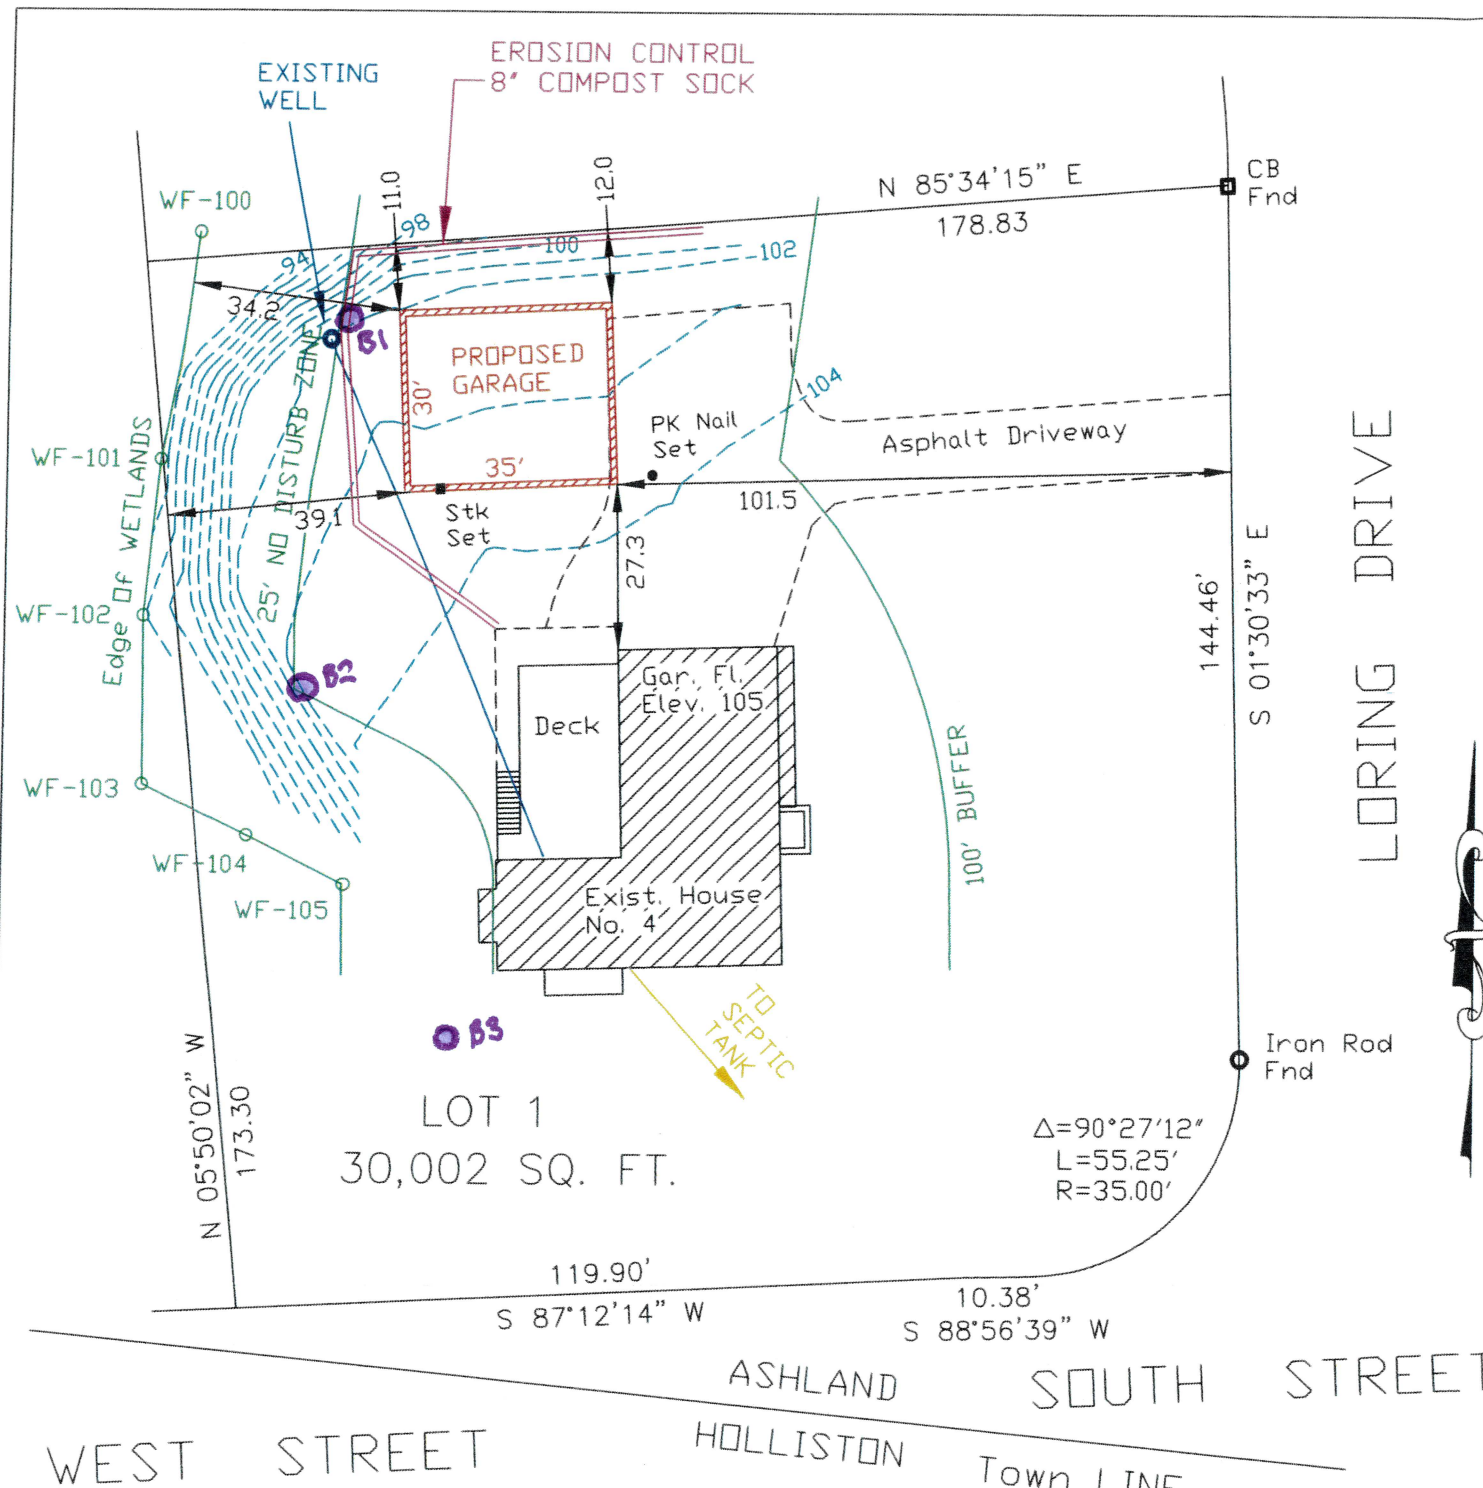 EROSION CONTROL
8" COMPOST SOCK
EXISTING
WELL
CB
Fnd
N 85°34'15" E
178.83
11.0
12.0
WF-100
98
94
100
102
34.2
B1
PROPOSED
GARAGE
30'
35'
104
PK Nail
Set
Asphalt Driveway
WF-101
101.5
39.1
Stk
Set
27.3
25' NO DISTURB ZONE
Edge Of WETLANDS
WF-102
B2
Gar. Fl.
Elev. 105
Deck
144.46'
S 01°30'33" E
LORING DRIVE
WF-103
WF-104
WF-105
100' BUFFER
Exist. House
No. 4
TO
SEPTIC
TANK
B3
Iron Rod
Fnd
N 05°50'02" W
173.30
LOT 1
30,002 SQ. FT.
Δ=90°27'12"
L=55.25'
R=35.00'
119.90'
S 87°12'14" W
10.38'
S 88°56'39" W
ASHLAND
SOUTH STREET
WEST STREET
HOLLISTON
Town LINE